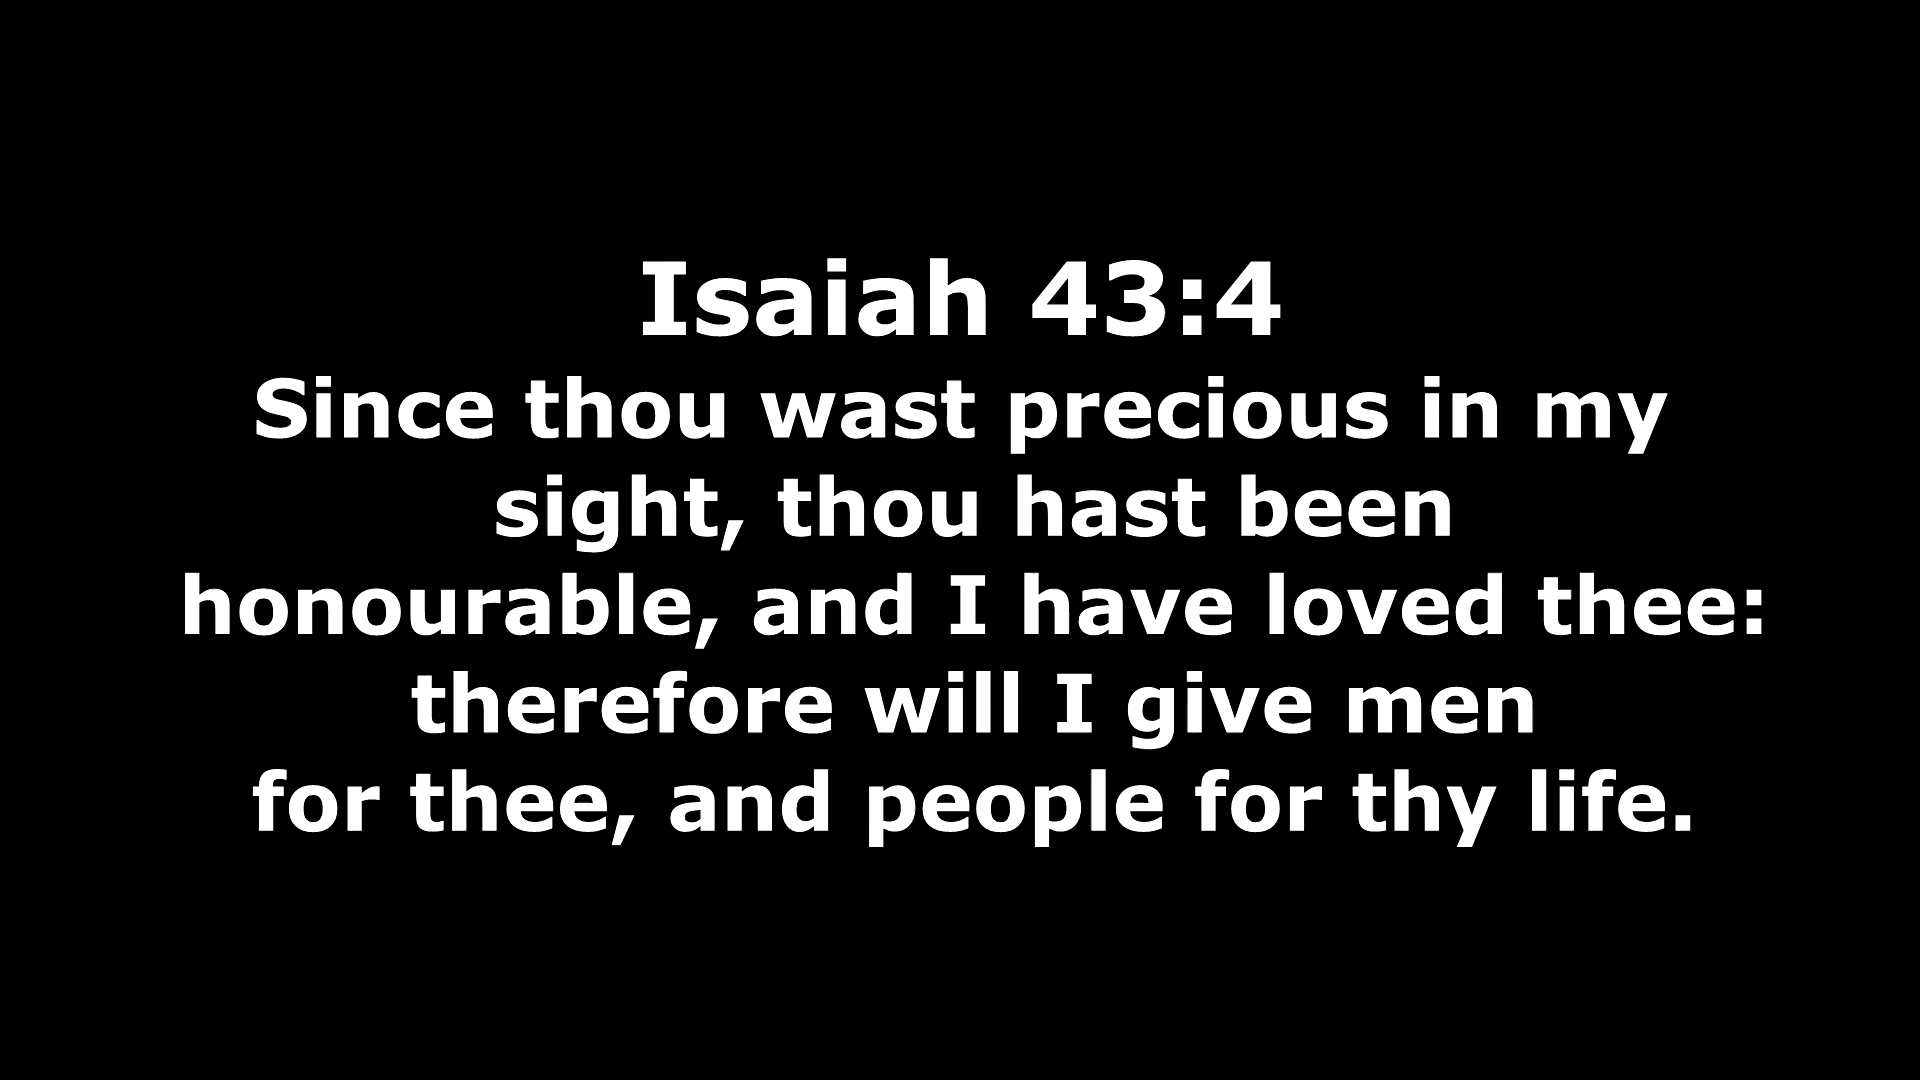 Isaiah 43:4
Since thou wast precious in my
sight, thou hast been
honourable, and I have loved thee:
therefore will I give men
for thee, and people for thy life.